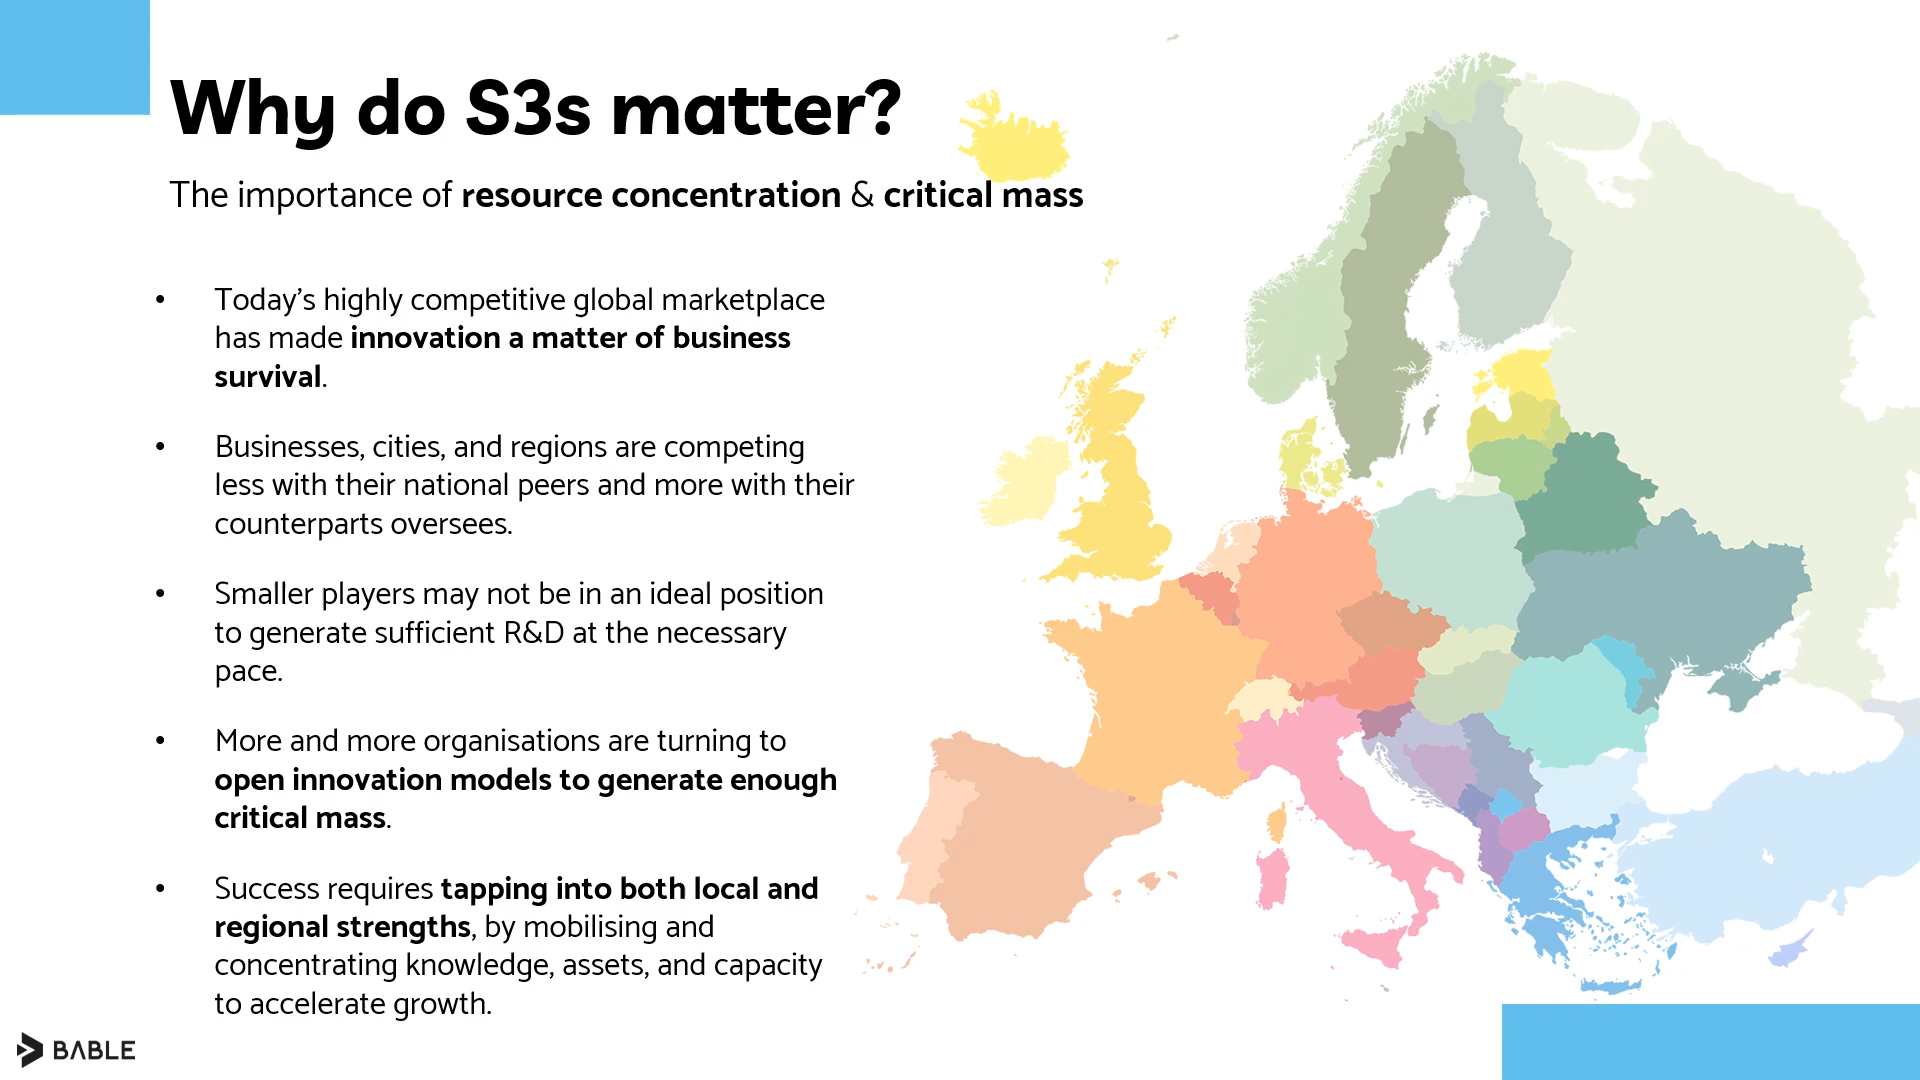 Why do S3s matter?
The importance of resource concentration & critical mass
• Today's highly competitive global marketplace
has made innovation a matter of business
survival.
• Businesses, cities, and regions are competing
less with their national peers and more with their
counterparts oversees.
• Smaller players may not be in an ideal position
to generate sufficient R&D at the necessary
pace.
• More and more organisations are turning to
open innovation models to generate enough
critical mass.
• Success requires tapping into both local and
regional strengths, by mobilising and
concentrating knowledge, assets, and capacity
to accelerate growth.
BABLE